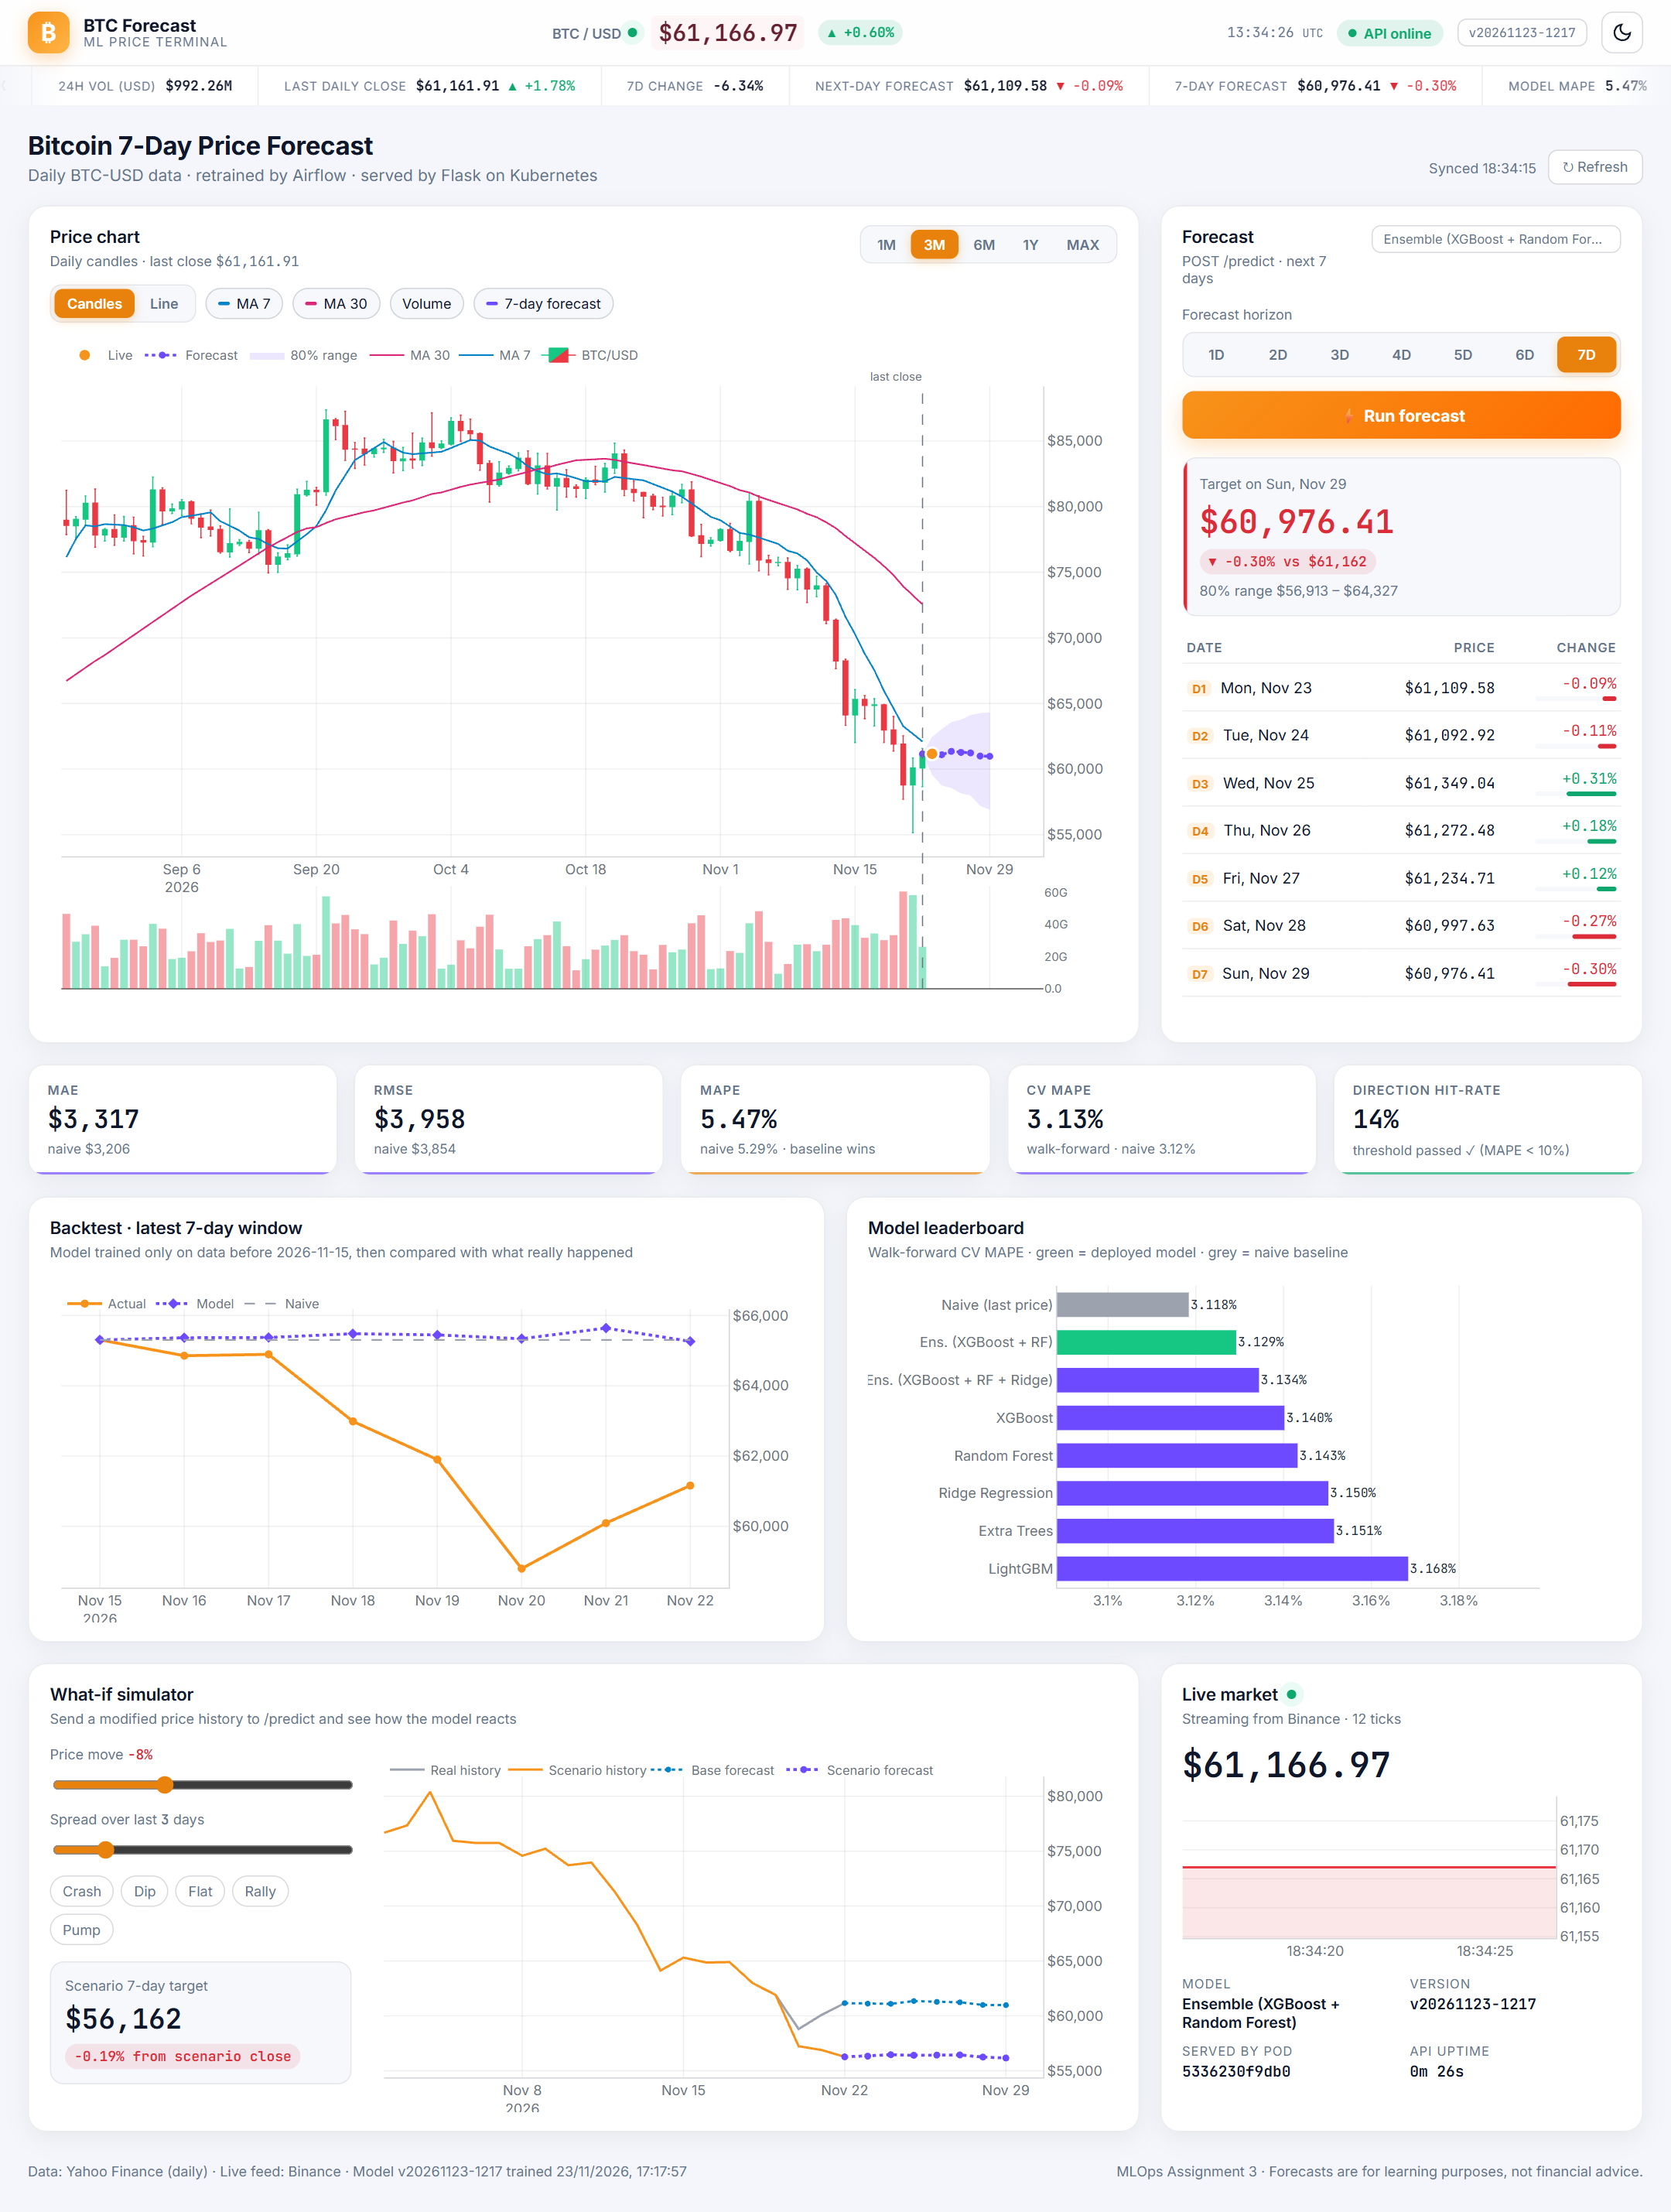 BTC Forecast
ML PRICE TERMINAL
BTC / USD $61,166.97 ▲ +0.60%
13:34:26 UTC API online v20261123-1217
24H VOL (USD) $992.26M LAST DAILY CLOSE $61,161.91 ▲ +1.78% 7D CHANGE -6.34% NEXT-DAY FORECAST $61,109.58 ▼ -0.09% 7-DAY FORECAST $60,976.41 ▼ -0.30% MODEL MAPE 5.47%
Bitcoin 7-Day Price Forecast
Daily BTC-USD data · retrained by Airflow · served by Flask on Kubernetes
Synced 18:34:15 ↻ Refresh
Price chart
Daily candles · last close $61,161.91
1M 3M 6M 1Y MAX
Candles Line MA 7 MA 30 Volume 7-day forecast
Live Forecast 80% range MA 30 MA 7 BTC/USD
last close
$85,000
$80,000
$75,000
$70,000
$65,000
$60,000
$55,000
Sep 6 Sep 20 Oct 4 Oct 18 Nov 1 Nov 15 Nov 29
2026
60G
40G
20G
0.0
Forecast
Ensemble (XGBoost + Random For...
POST /predict · next 7
days
Forecast horizon
1D 2D 3D 4D 5D 6D 7D
Run forecast
Target on Sun, Nov 29
$60,976.41
▼ -0.30% vs $61,162
80% range $56,913 – $64,327
DATE PRICE CHANGE
D1 Mon, Nov 23 $61,109.58 -0.09%
D2 Tue, Nov 24 $61,092.92 -0.11%
D3 Wed, Nov 25 $61,349.04 +0.31%
D4 Thu, Nov 26 $61,272.48 +0.18%
D5 Fri, Nov 27 $61,234.71 +0.12%
D6 Sat, Nov 28 $60,997.63 -0.27%
D7 Sun, Nov 29 $60,976.41 -0.30%
MAE
$3,317
naive $3,206
RMSE
$3,958
naive $3,854
MAPE
5.47%
naive 5.29% · baseline wins
CV MAPE
3.13%
walk-forward · naive 3.12%
DIRECTION HIT-RATE
14%
threshold passed ✓ (MAPE < 10%)
Backtest · latest 7-day window
Model trained only on data before 2026-11-15, then compared with what really happened
Actual Model Naive
$66,000
$64,000
$62,000
$60,000
Nov 15 Nov 16 Nov 17 Nov 18 Nov 19 Nov 20 Nov 21 Nov 22
2026
Model leaderboard
Walk-forward CV MAPE · green = deployed model · grey = naive baseline
Naive (last price) 3.118%
Ens. (XGBoost + RF) 3.129%
Ens. (XGBoost + RF + Ridge) 3.134%
XGBoost 3.140%
Random Forest 3.143%
Ridge Regression 3.150%
Extra Trees 3.151%
LightGBM 3.168%
3.1% 3.12% 3.14% 3.16% 3.18%
What-if simulator
Send a modified price history to /predict and see how the model reacts
Price move -8%
Spread over last 3 days
Crash Dip Flat Rally
Pump
Scenario 7-day target
$56,162
-0.19% from scenario close
Real history Scenario history Base forecast Scenario forecast
$80,000
$75,000
$70,000
$65,000
$60,000
$55,000
Nov 8 Nov 15 Nov 22 Nov 29
2026
Live market
Streaming from Binance · 12 ticks
$61,166.97
61,175
61,170
61,165
61,160
61,155
18:34:20 18:34:25
MODEL
Ensemble (XGBoost +
Random Forest)
VERSION
v20261123-1217
SERVED BY POD
5336230f9db0
API UPTIME
0m 26s
Data: Yahoo Finance (daily) · Live feed: Binance · Model v20261123-1217 trained 23/11/2026, 17:17:57
MLOps Assignment 3 · Forecasts are for learning purposes, not financial advice.